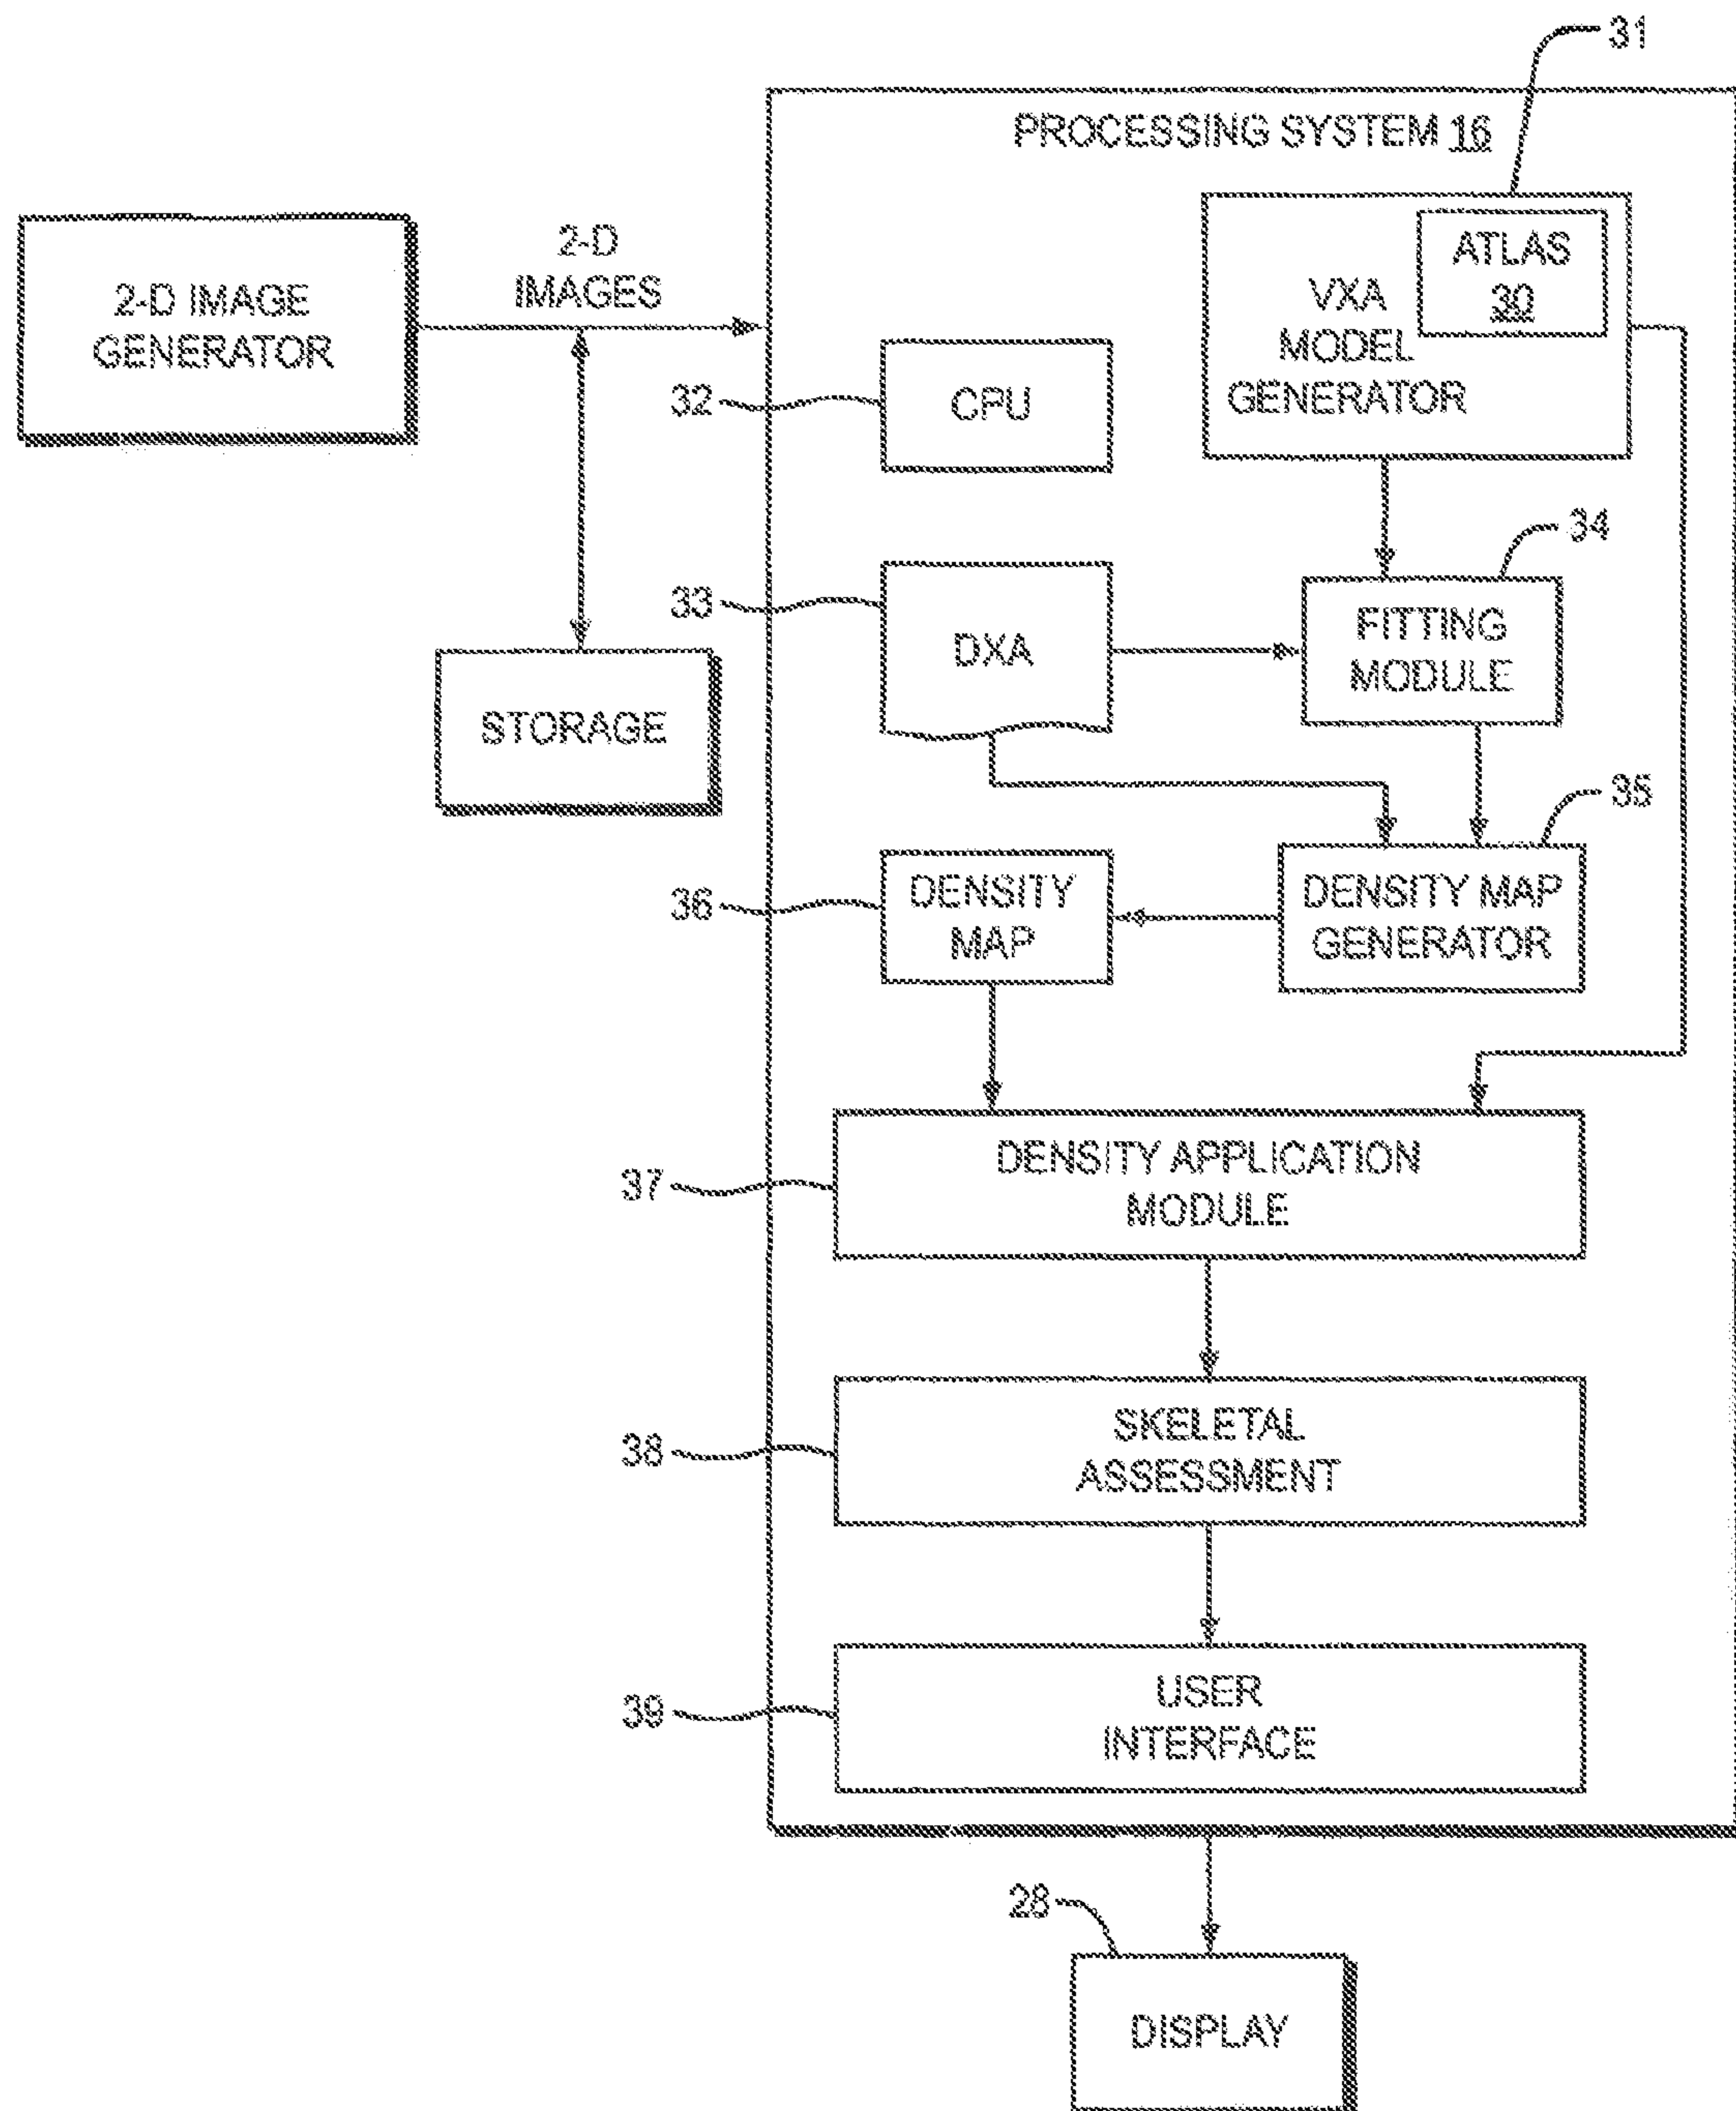 31
PROCESSING SYSTEM 16
2-D IMAGE
GENERATOR
2-D
IMAGES
STORAGE
ATLAS
30
VXA
MODEL
GENERATOR
32
CPU
34
33
DXA
FITTING
MODULE
35
36
DENSITY
MAP
DENSITY MAP
GENERATOR
37
DENSITY APPLICATION
MODULE
38
SKELETAL
ASSESSMENT
39
USER
INTERFACE
28
DISPLAY